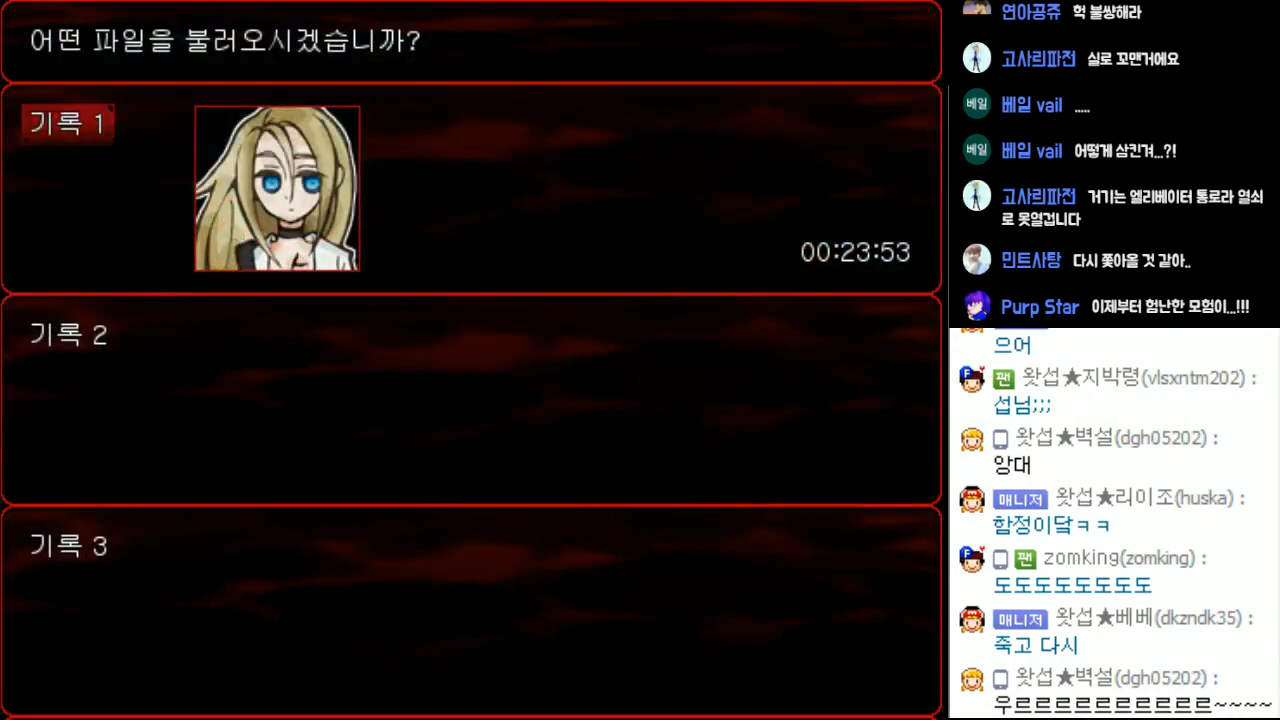 어떤 파일을 불러오시겠습니까?
기록 1
00:23:53
기록 2
기록 3
연아공쥬 헉 불쌍해라
고사리파전 실로 꼬맨거에요
베일 베일 vail .....
베일 베일 vail 어떻게 삼킨겨...?!
고사리파전 거기는 엘리베이터 통로라 열쇠
로 못열겁니다
민트사탕 다시 쫓아올 것 같아..
Purp Star 이제부터 험난한 모험이...!!!
으어
팬 왓섭★지박령(vlsxntm202) :
섭넘;;;
왓섭★벽설(dgh05202) :
앙대
매니저 왓섭★리이조(huska) :
함정이닼ㅋㅋ
팬 zomking(zomking) :
도도도도도도도도
매니저 왓섭★베베(dkzndk35) :
죽고 다시
왓섭★벽설(dgh05202) :
우르르르르르르르르르르~~~~